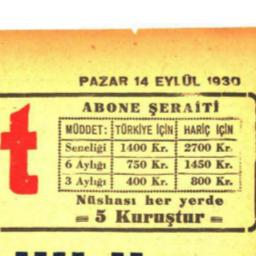 PAZAR 14 EYLÛL 1930
t
ABONE ŞERAİTİ
MÜDDET: TÜRKİYE İÇİN HARİÇ İÇİN
Seneliği 1400 Kr. 2700 Kr.
6 Aylığı 750 Kr. 1450 Kr.
3 Aylığı 400 Kr. 800 Kr.
Nüshası her yerde
= 5 Kuruştur =